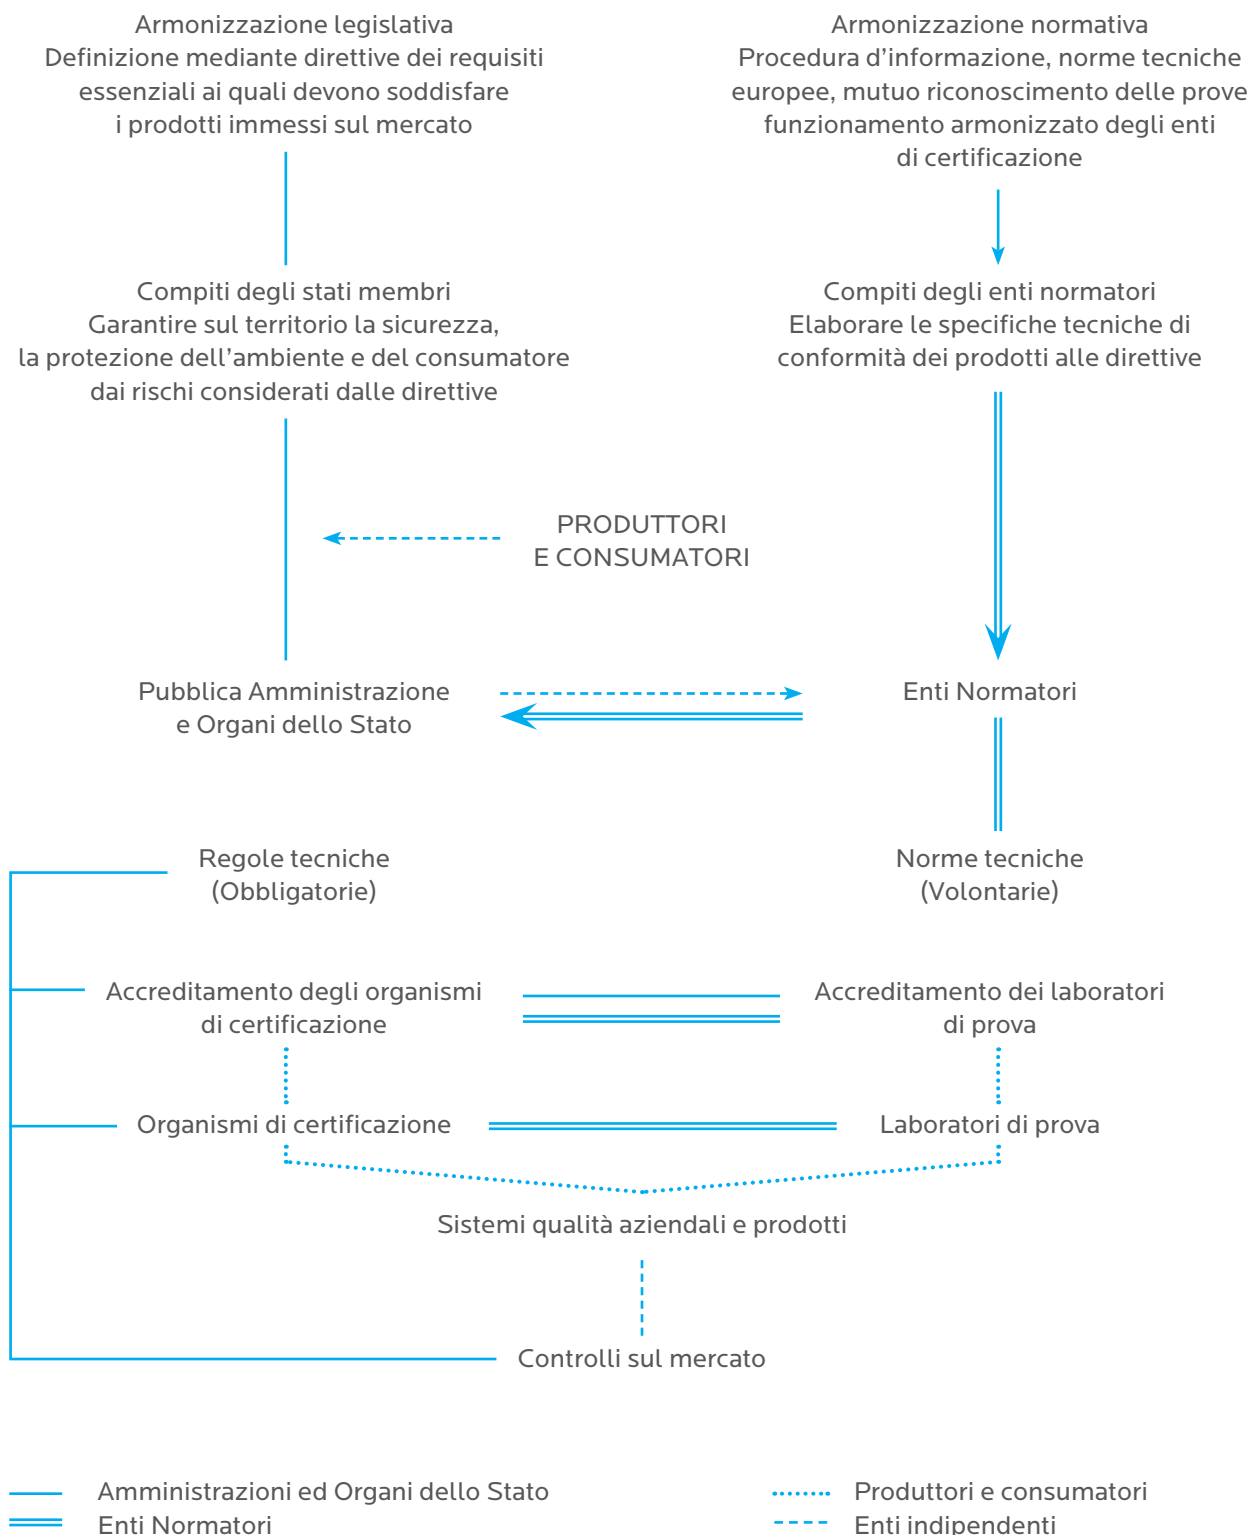 Armonizzazione legislativa
Definizione mediante direttive dei requisiti
essenziali ai quali devono soddisfare
i prodotti immessi sul mercato
Armonizzazione normativa
Procedura d'informazione, norme tecniche
europee, mutuo riconoscimento delle prove
funzionamento armonizzato degli enti
di certificazione
Compiti degli stati membri
Garantire sul territorio la sicurezza,
la protezione dell'ambiente e del consumatore
dai rischi considerati dalle direttive
Compiti degli enti normatori
Elaborare le specifiche tecniche di
conformità dei prodotti alle direttive
PRODUTTORI
E CONSUMATORI
Pubblica Amministrazione
e Organi dello Stato
Enti Normatori
Regole tecniche
(Obbligatorie)
Norme tecniche
(Volontarie)
Accreditamento degli organismi
di certificazione
Accreditamento dei laboratori
di prova
Organismi di certificazione
Laboratori di prova
Sistemi qualità aziendali e prodotti
Controlli sul mercato
Amministrazioni ed Organi dello Stato
Enti Normatori
Produttori e consumatori
Enti indipendenti